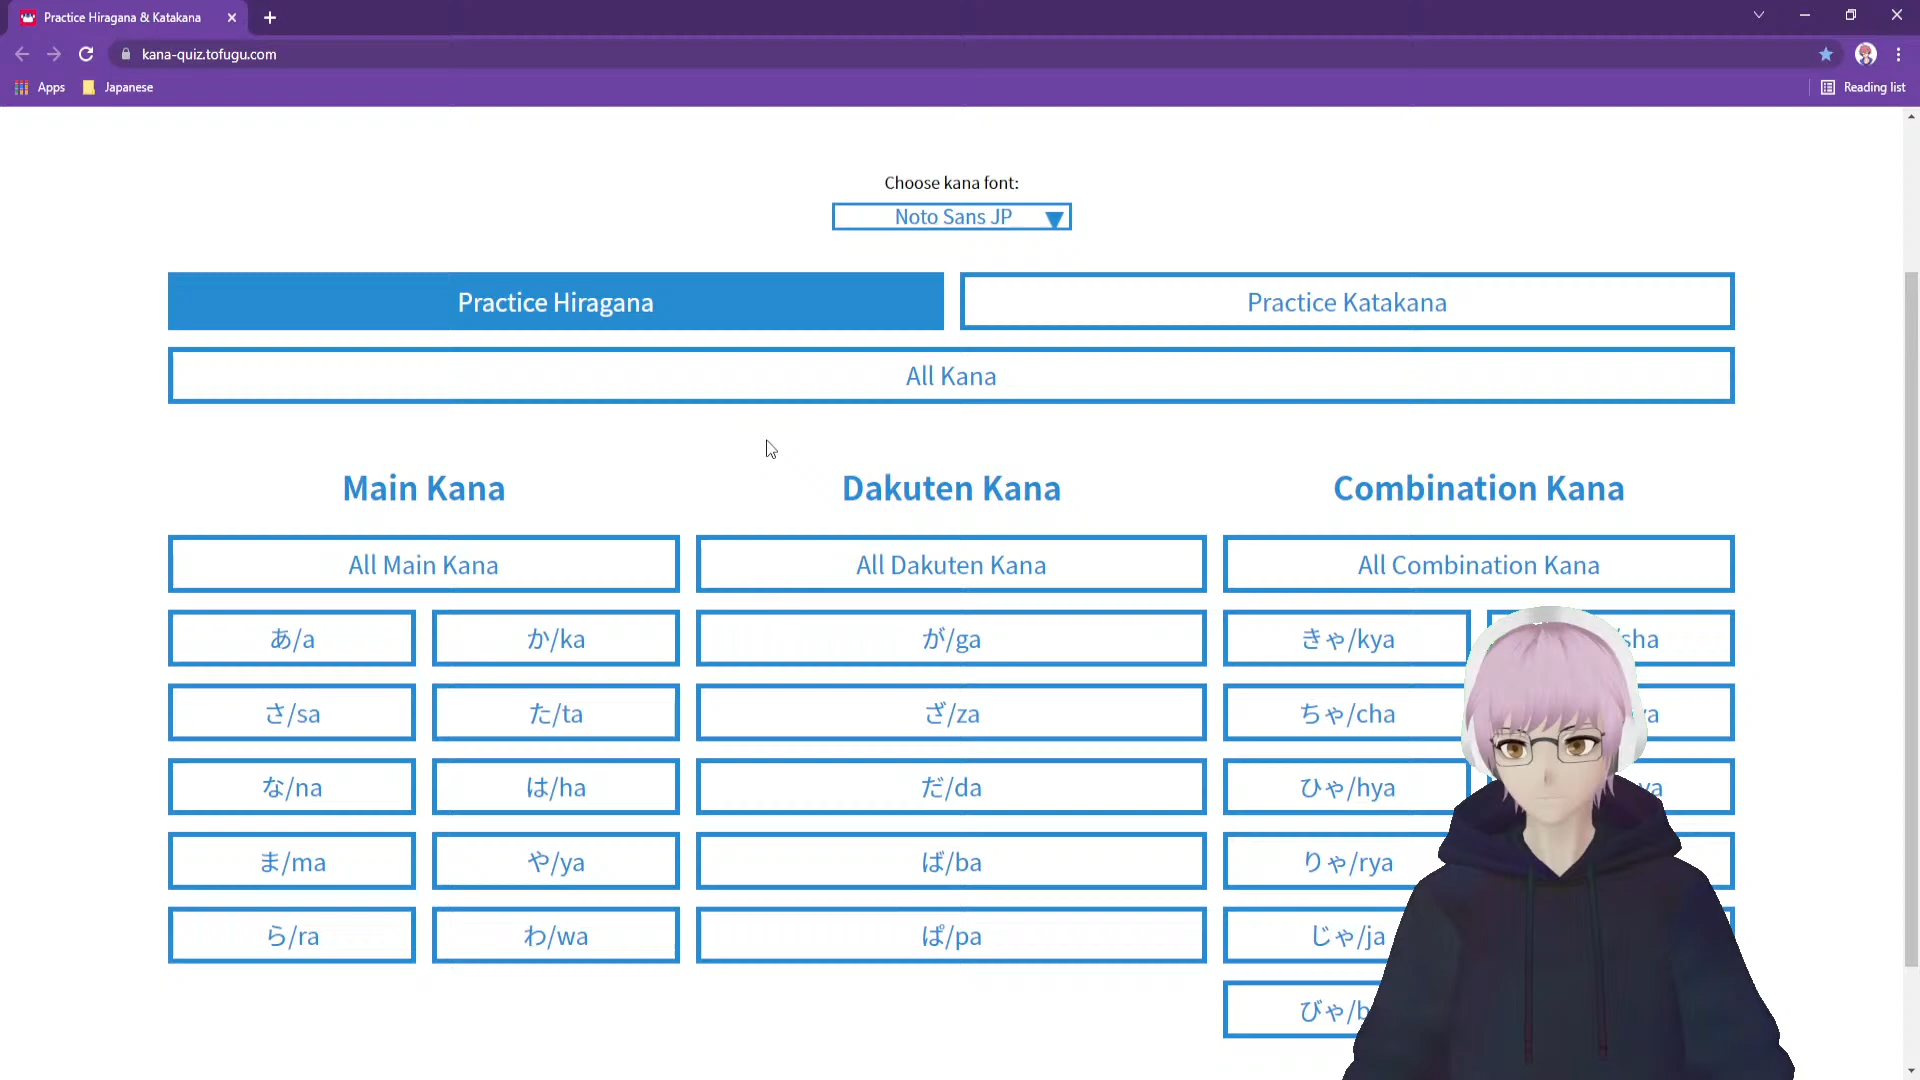 Practice Hiragana & Katakana
kana-quiz.tofugu.com
Apps
Japanese
Reading list
Choose kana font:
Noto Sans JP
Practice Hiragana
Practice Katakana
All Kana
Main Kana
Dakuten Kana
Combination Kana
All Main Kana
All Dakuten Kana
All Combination Kana
あ/a
か/ka
が/ga
きゃ/kya
/sha
さ/sa
た/ta
ざ/za
ちゃ/cha
な/na
は/ha
だ/da
ひゃ/hya
ま/ma
や/ya
ば/ba
りゃ/rya
ら/ra
わ/wa
ぱ/pa
じゃ/ja
びゃ/b